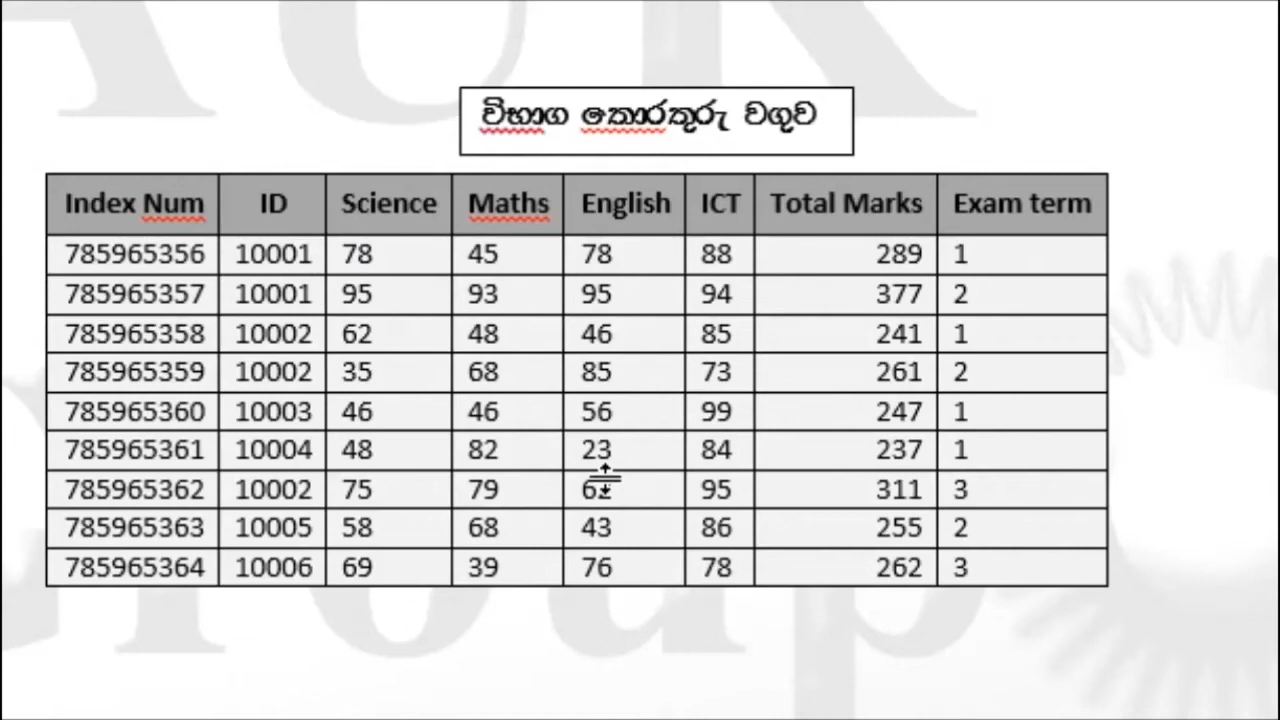 විභාග තොරතුරු වගුව
Index Num ID Science Maths English ICT Total Marks Exam term
785965356 10001 78 45 78 88 289 1
785965357 10001 95 93 95 94 377 2
785965358 10002 62 48 46 85 241 1
785965359 10002 35 68 85 73 261 2
785965360 10003 46 46 56 99 247 1
785965361 10004 48 82 23 84 237 1
785965362 10002 75 79 62 95 311 3
785965363 10005 58 68 43 86 255 2
785965364 10006 69 39 76 78 262 3
Group